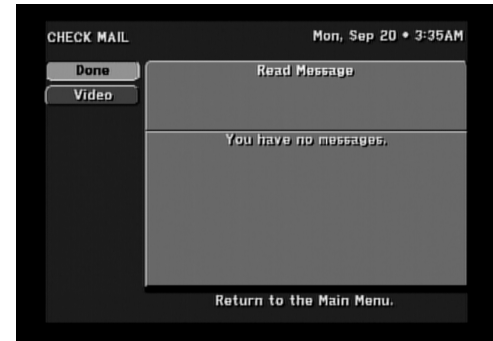 CHECK MAIL
Mon, Sep 20 • 3:35AM
Done
Video
Read Message
You have no messages.
Return to the Main Menu.